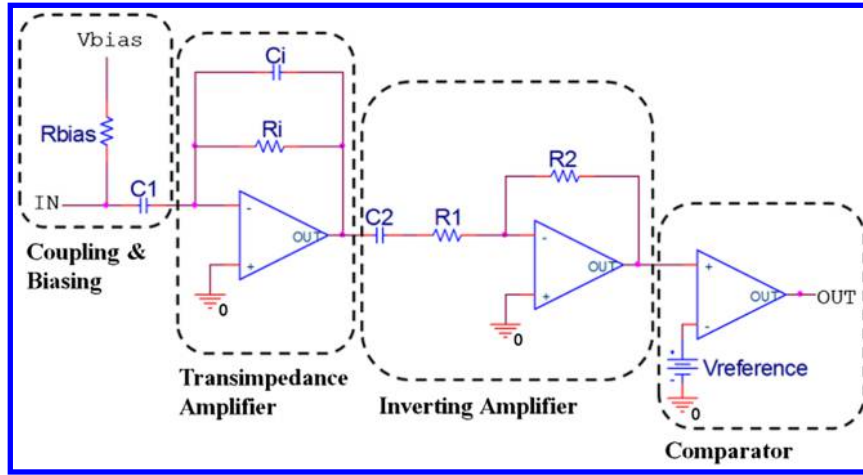 Vbias
Rbias
IN
C1
Coupling &
Biasing
Ci
Ri
-
+
OUT
0
Transimpedance
Amplifier
C2
R1
R2
-
+
OUT
0
Inverting Amplifier
+
-
OUT
OUT
+
-
Vreference
0
Comparator